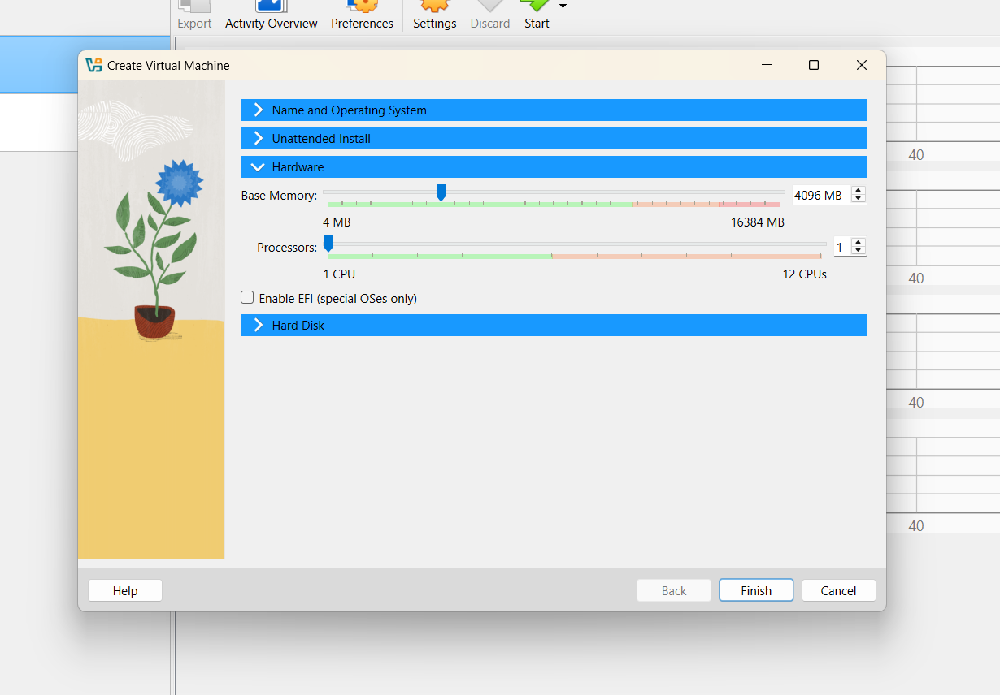 Export Activity Overview Preferences Settings Discard Start
Create Virtual Machine
Name and Operating System
Unattended Install
Hardware
Base Memory: 4096 MB
4 MB 16384 MB
Processors: 1
1 CPU 12 CPUs
Enable EFI (special OSes only)
Hard Disk
Help Back Finish Cancel
40
40
40
40